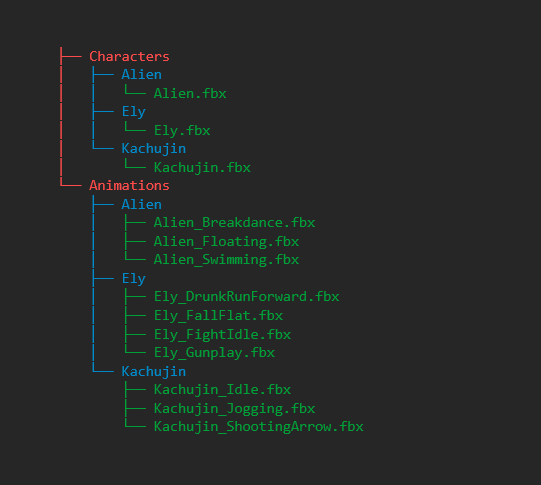 ├── Characters
│   ├── Alien
│   │   └── Alien.fbx
│   ├── Ely
│   │   └── Ely.fbx
│   └── Kachujin
│       └── Kachujin.fbx
└── Animations
    ├── Alien
    │   ├── Alien_Breakdance.fbx
    │   ├── Alien_Floating.fbx
    │   └── Alien_Swimming.fbx
    ├── Ely
    │   ├── Ely_DrunkRunForward.fbx
    │   ├── Ely_FallFlat.fbx
    │   ├── Ely_FightIdle.fbx
    │   └── Ely_Gunplay.fbx
    └── Kachujin
        ├── Kachujin_Idle.fbx
        ├── Kachujin_Jogging.fbx
        └── Kachujin_ShootingArrow.fbx